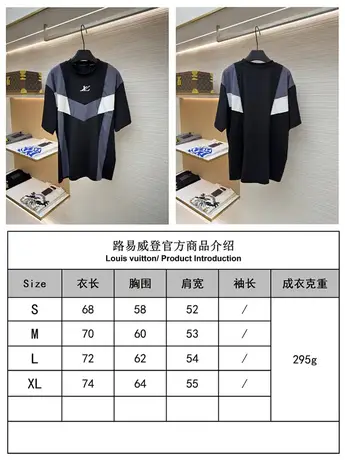 路易威登官方商品介绍
Louis vuitton/ Product Introduction
Size 衣长 胸围 肩宽 袖长 成衣克重
S 68 58 52 /
M 70 60 53 /
L 72 62 54 / 295g
XL 74 64 55 /
/